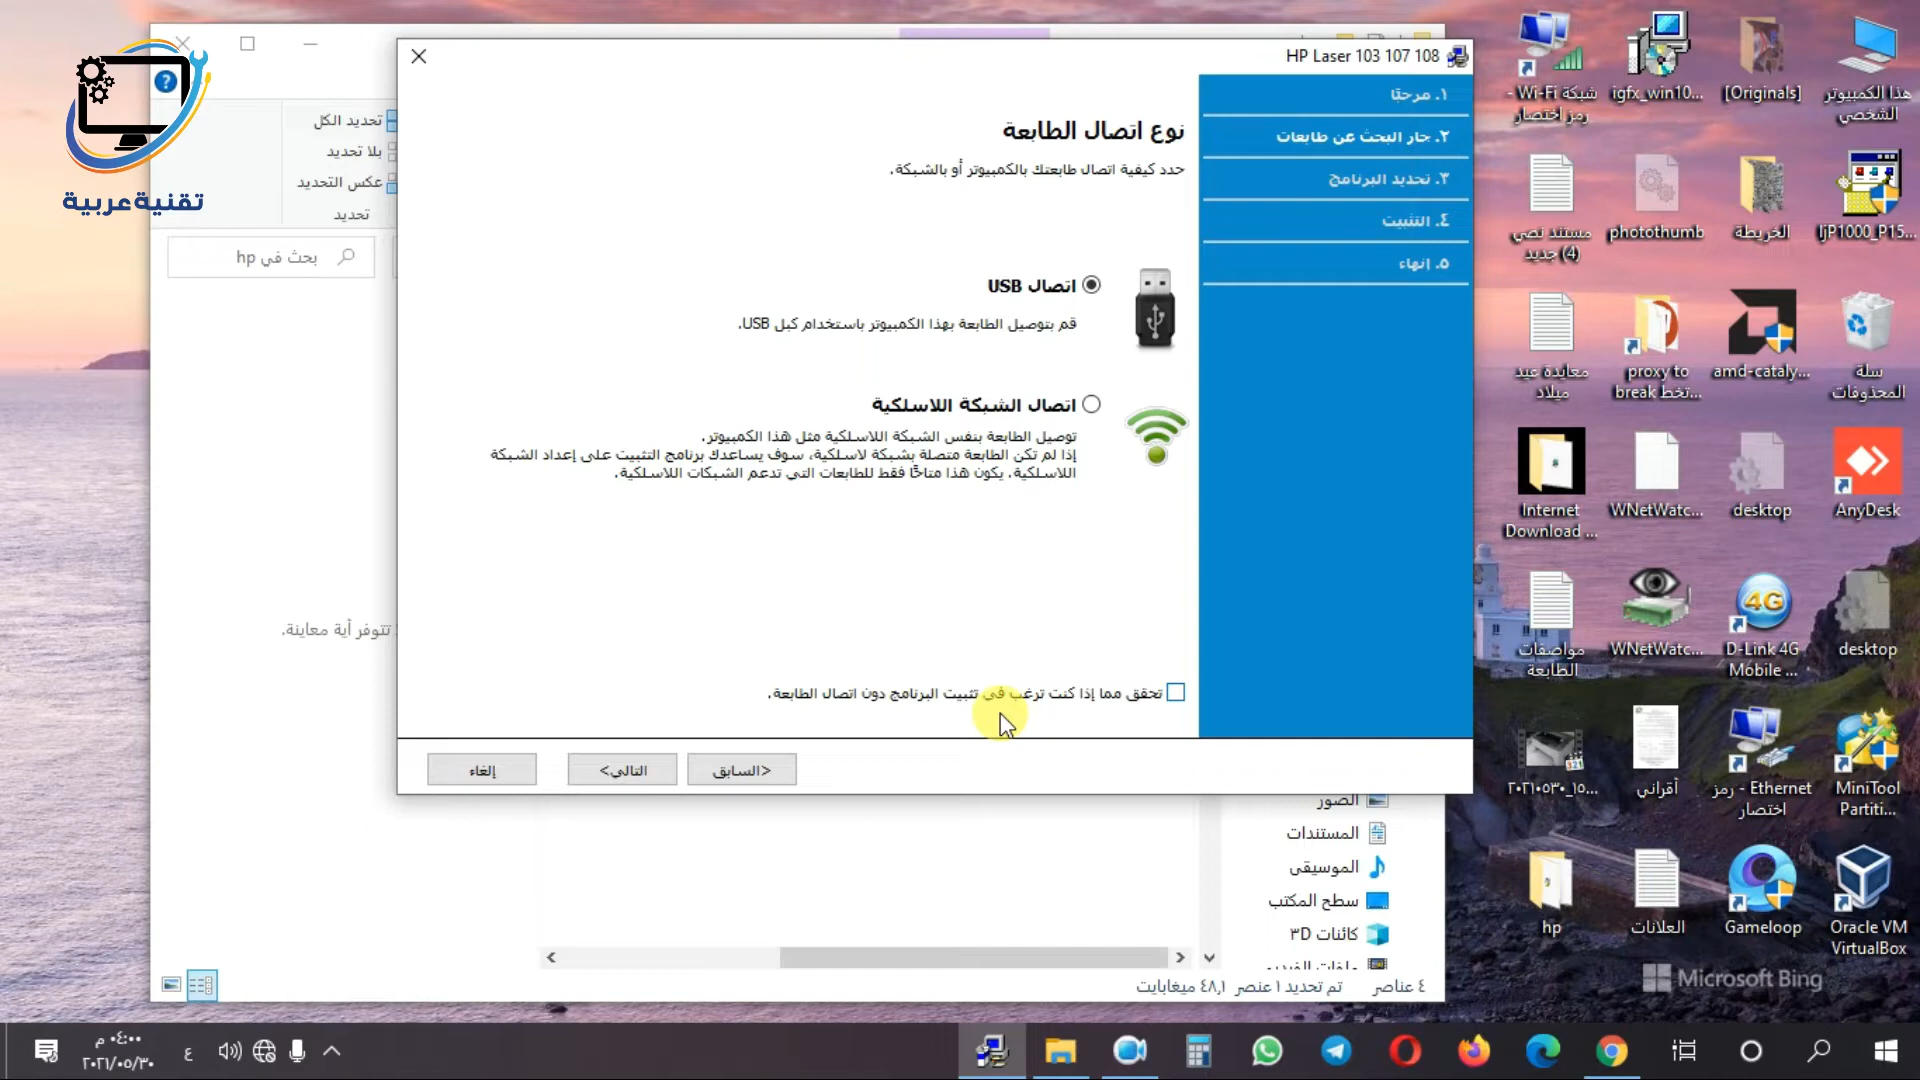 HP Laser 103 107 108
١. مرحبًا
٢. جار البحث عن طابعات
٣. تحديد البرنامج
٤. التثبيت
٥. إنهاء
نوع اتصال الطابعة
حدد كيفية اتصال طابعتك بالكمبيوتر أو بالشبكة.
اتصال USB
قم بتوصيل الطابعة بهذا الكمبيوتر باستخدام كبل USB.
اتصال الشبكة اللاسلكية
توصيل الطابعة بنفس الشبكة اللاسلكية مثل هذا الكمبيوتر.
إذا لم تكن الطابعة متصلة بشبكة لاسلكية، سوف يساعدك برنامج التثبيت على إعداد الشبكة
اللاسلكية. يكون هذا متاحًا فقط للطابعات التي تدعم الشبكات اللاسلكية.
تحقق مما إذا كنت ترغب في تثبيت البرنامج دون اتصال الطابعة.
<السابق
التالي>
إلغاء
تقنية عربية
تحديد الكل
بلا تحديد
عكس التحديد
تحديد
بحث في hp
تتوفر أية معاينة.
الصور
المستندات
الموسيقى
سطح المكتب
كائنات 3D
٤ عناصر
تم تحديد ١ عنصر ٤٨,١ ميغابايت
هذا الكمبيوتر
الشخصي
[Originals]
igfx_win10...
شبكة Wi-Fi -
رمز اختصار
ljP1000_P15...
الخريطة
photothumb
مستند نصي
جديد (4)
سلة
المحذوفات
amd-cataly...
proxy to
break تخط...
معايدة عيد
ميلاد
AnyDesk
desktop
WNetWatc...
Internet
Download ...
desktop
D-Link 4G
Mobile ...
WNetWatc...
مواصفات
الطابعة
MiniTool
Partiti...
Ethernet - رمز
اختصار
أقراني
Oracle VM
VirtualBox
Gameloop
العلانات
hp
Microsoft Bing
ع
٠٤:٠٠ م
٢٠٢١/٠٥/٣٠